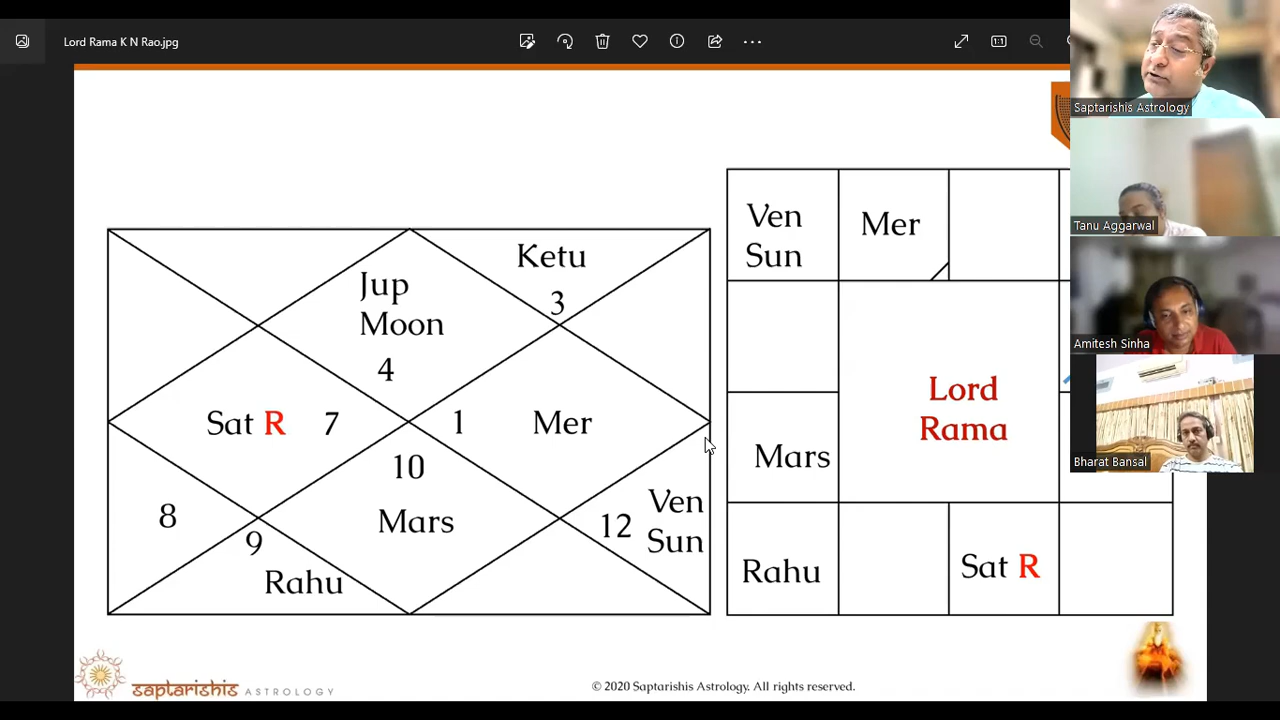 Lord Rama K N Rao.jpg
Saptarishis Astrology
Tanu Aggarwal
Amitesh Sinha
Bharat Bansal
Ketu
3
Jup
Moon
4
Sat R 7
1 Mer
10
Mars
8
9
Rahu
12
Ven
Sun
Ven
Sun
Mer
Lord
Rama
Mars
Rahu
Sat R
saptarishis ASTROLOGY
© 2020 Saptarishis Astrology. All rights reserved.
1:1